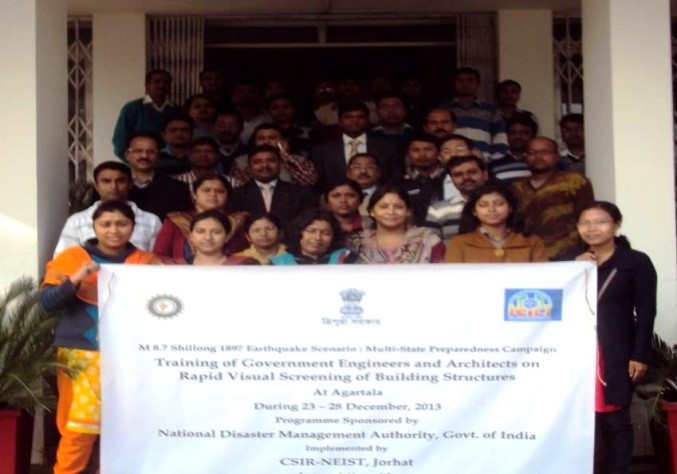 ত্রিপুরা সরকার
M 8.7 Shillong 1897 Earthquake Scenario : Multi-State Preparedness Campaign
Training of Government Engineers and Architects on
Rapid Visual Screening of Building Structures
At Agartala
During 23 – 28 December, 2013
Programme Sponsored by
National Disaster Management Authority, Govt. of India
Implemented by
CSIR-NEIST, Jorhat